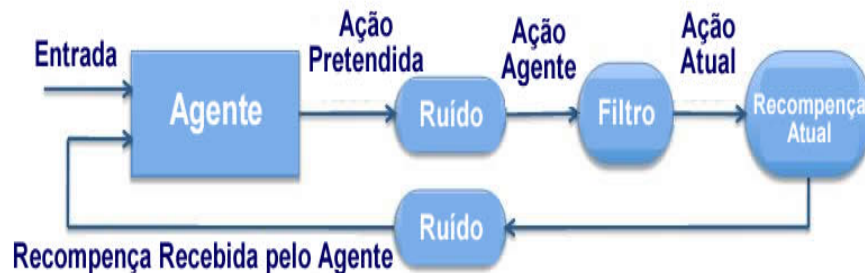 Entrada
Agente
Ação
Pretendida
Ruído
Ação
Agente
Filtro
Ação
Atual
Recompença
Atual
Ruído
Recompença Recebida pelo Agente